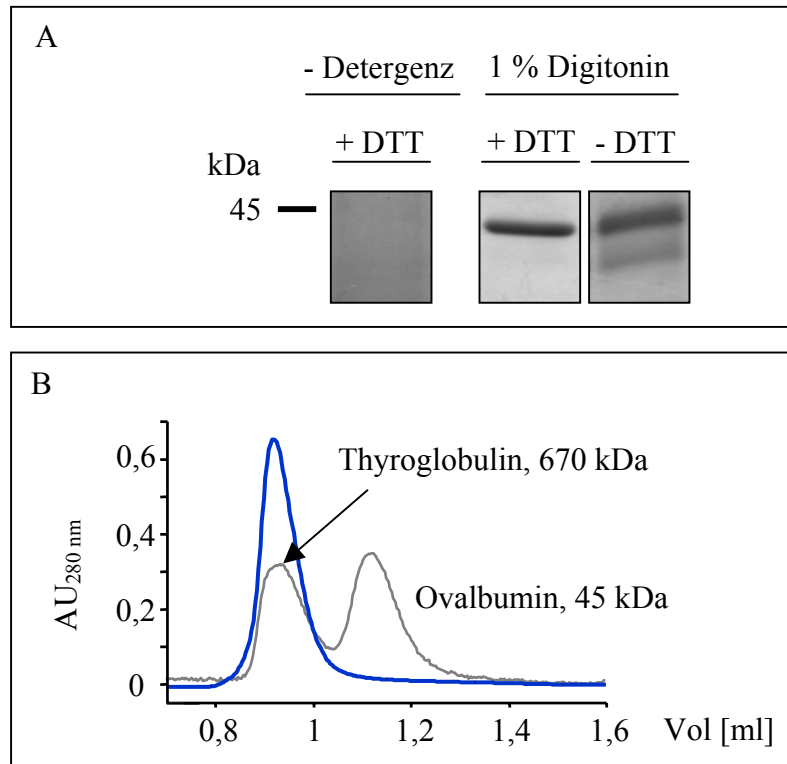 A
- Detergenz
1 % Digitonin
+ DTT
+ DTT
- DTT
kDa
45
B
0,6
0,4
0,2
0
AU280 nm
Thyroglobulin, 670 kDa
Ovalbumin, 45 kDa
0,8
1
1,2
1,4
1,6
Vol [ml]